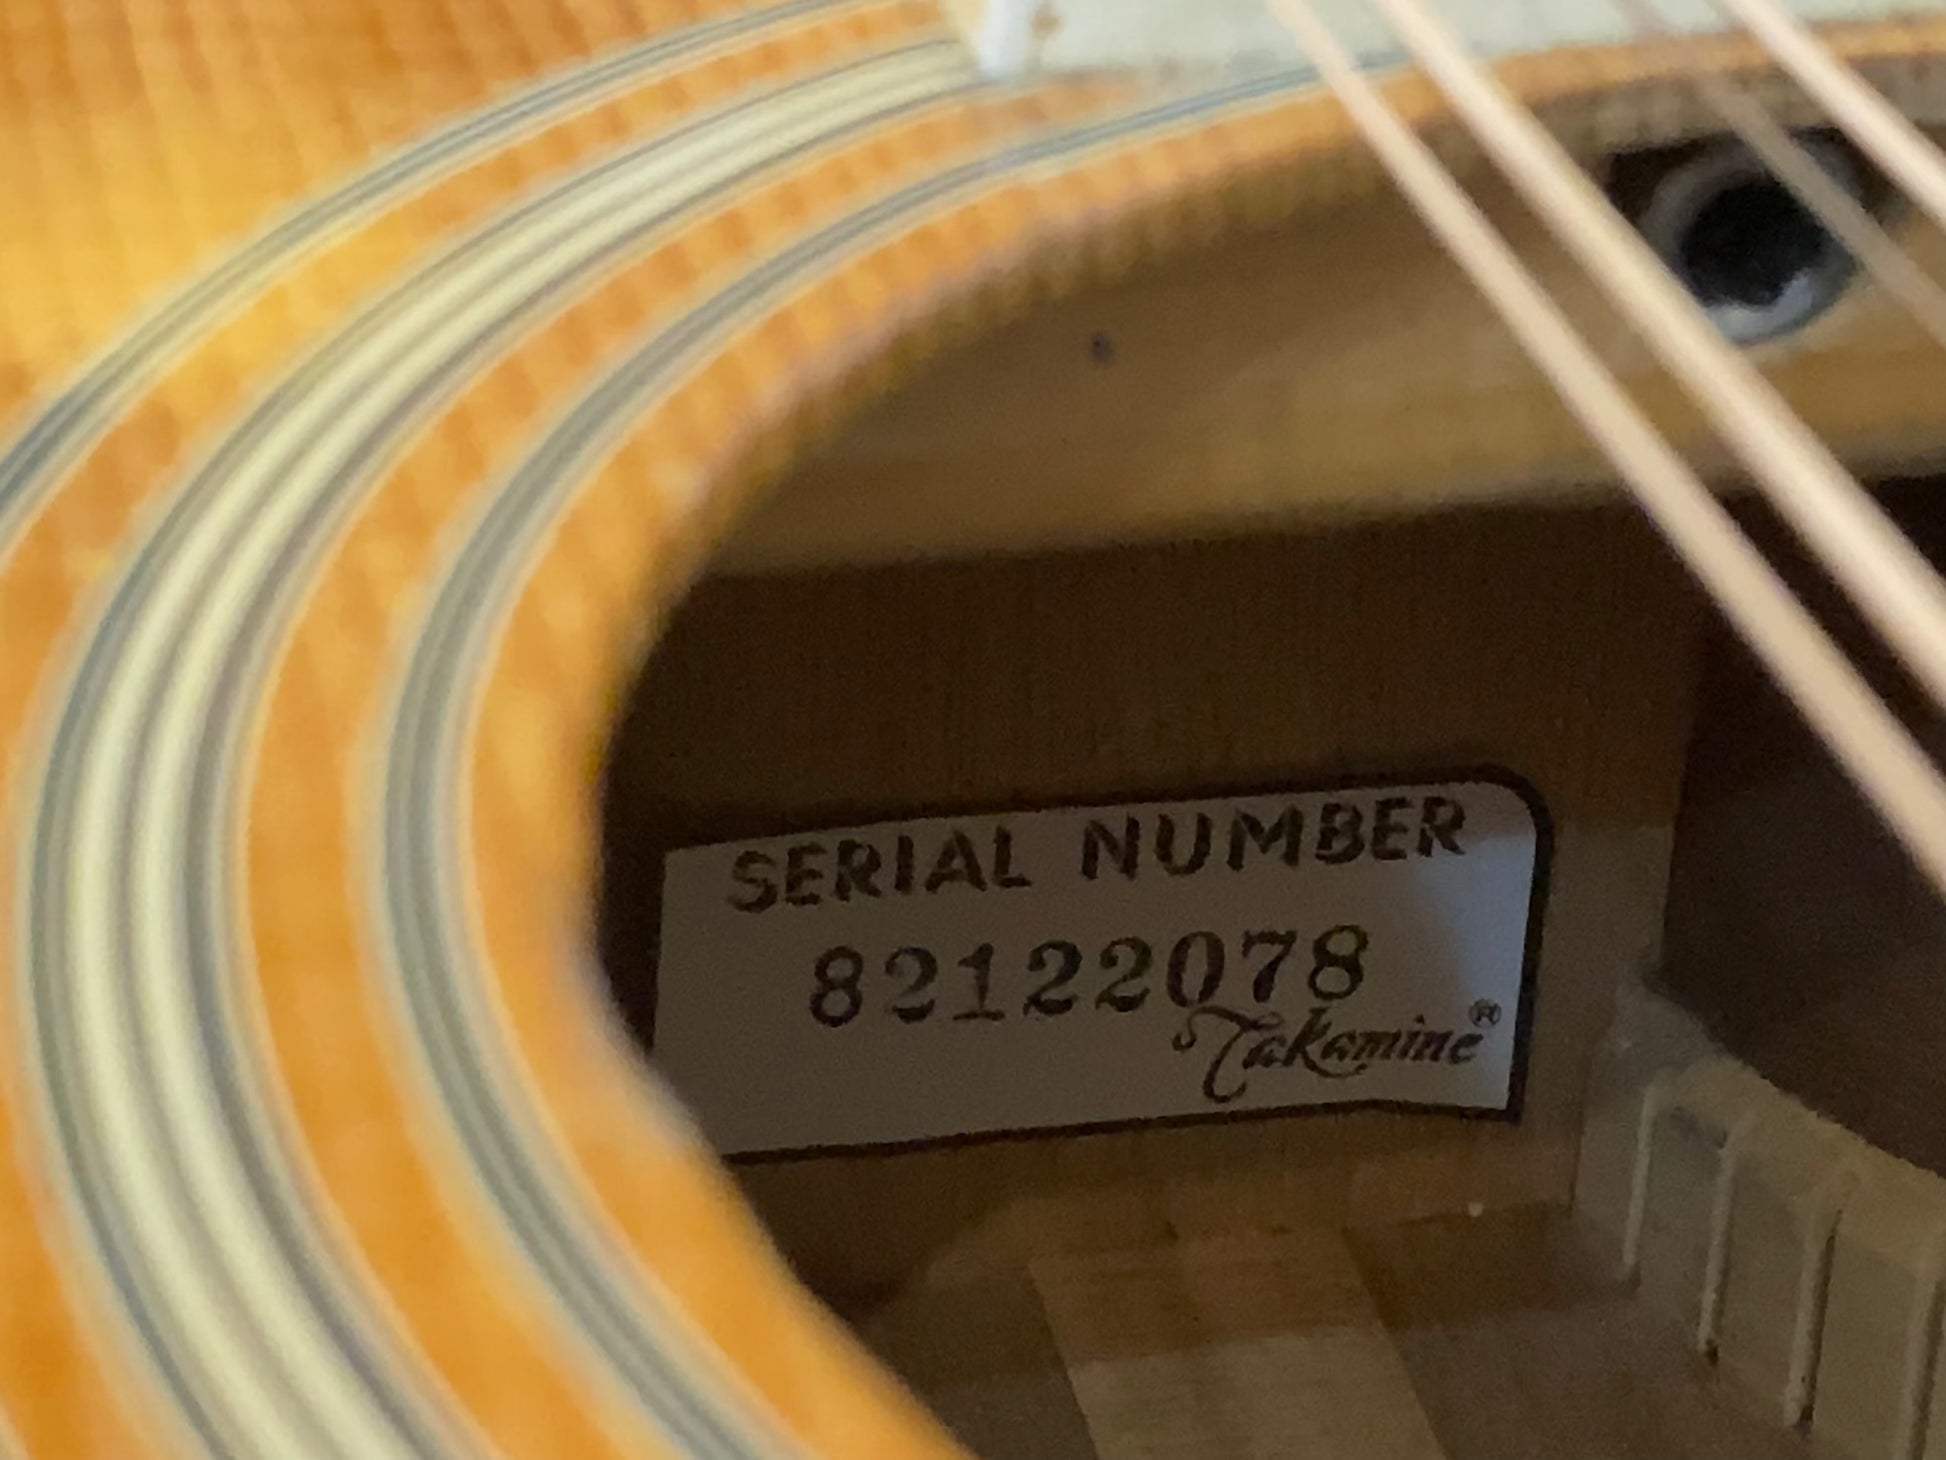 SERIAL NUMBER
82122078
Takamine®